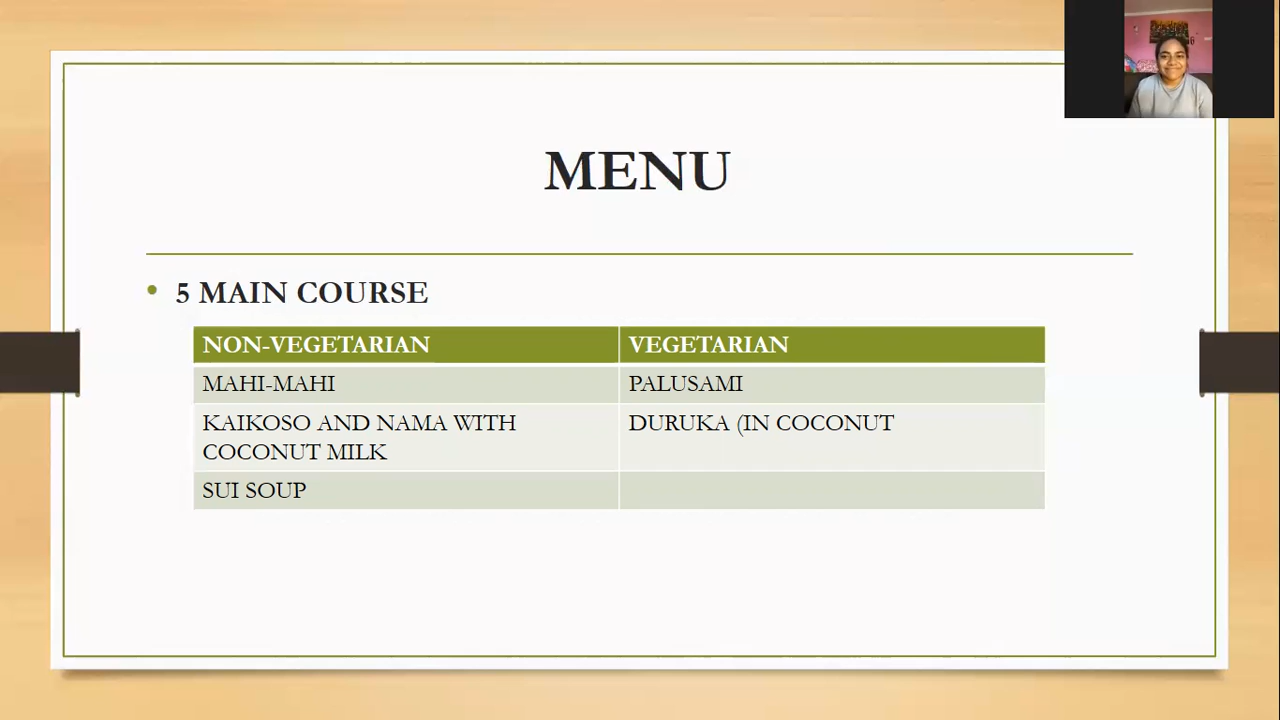 MENU
• 5 MAIN COURSE
NON-VEGETARIAN VEGETARIAN
MAHI-MAHI PALUSAMI
KAIKOSO AND NAMA WITH DURUKA (IN COCONUT
COCONUT MILK
SUI SOUP